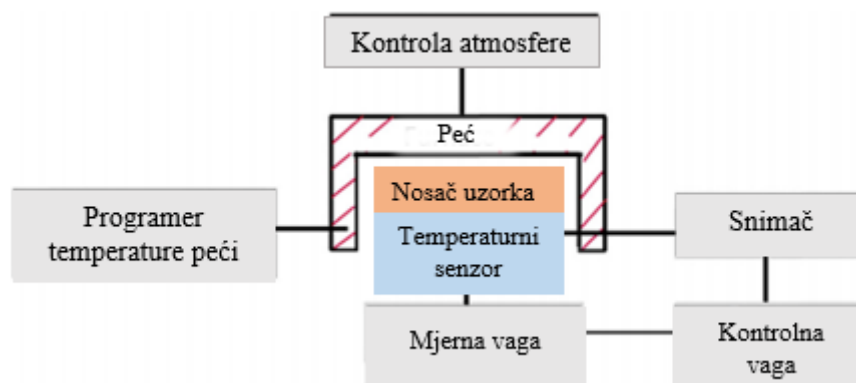 Kontrola atmosfere
Peć
Nosač uzorka
Programer
temperature peći
Temperaturni
senzor
Snimač
Mjerna vaga
Kontrolna
vaga